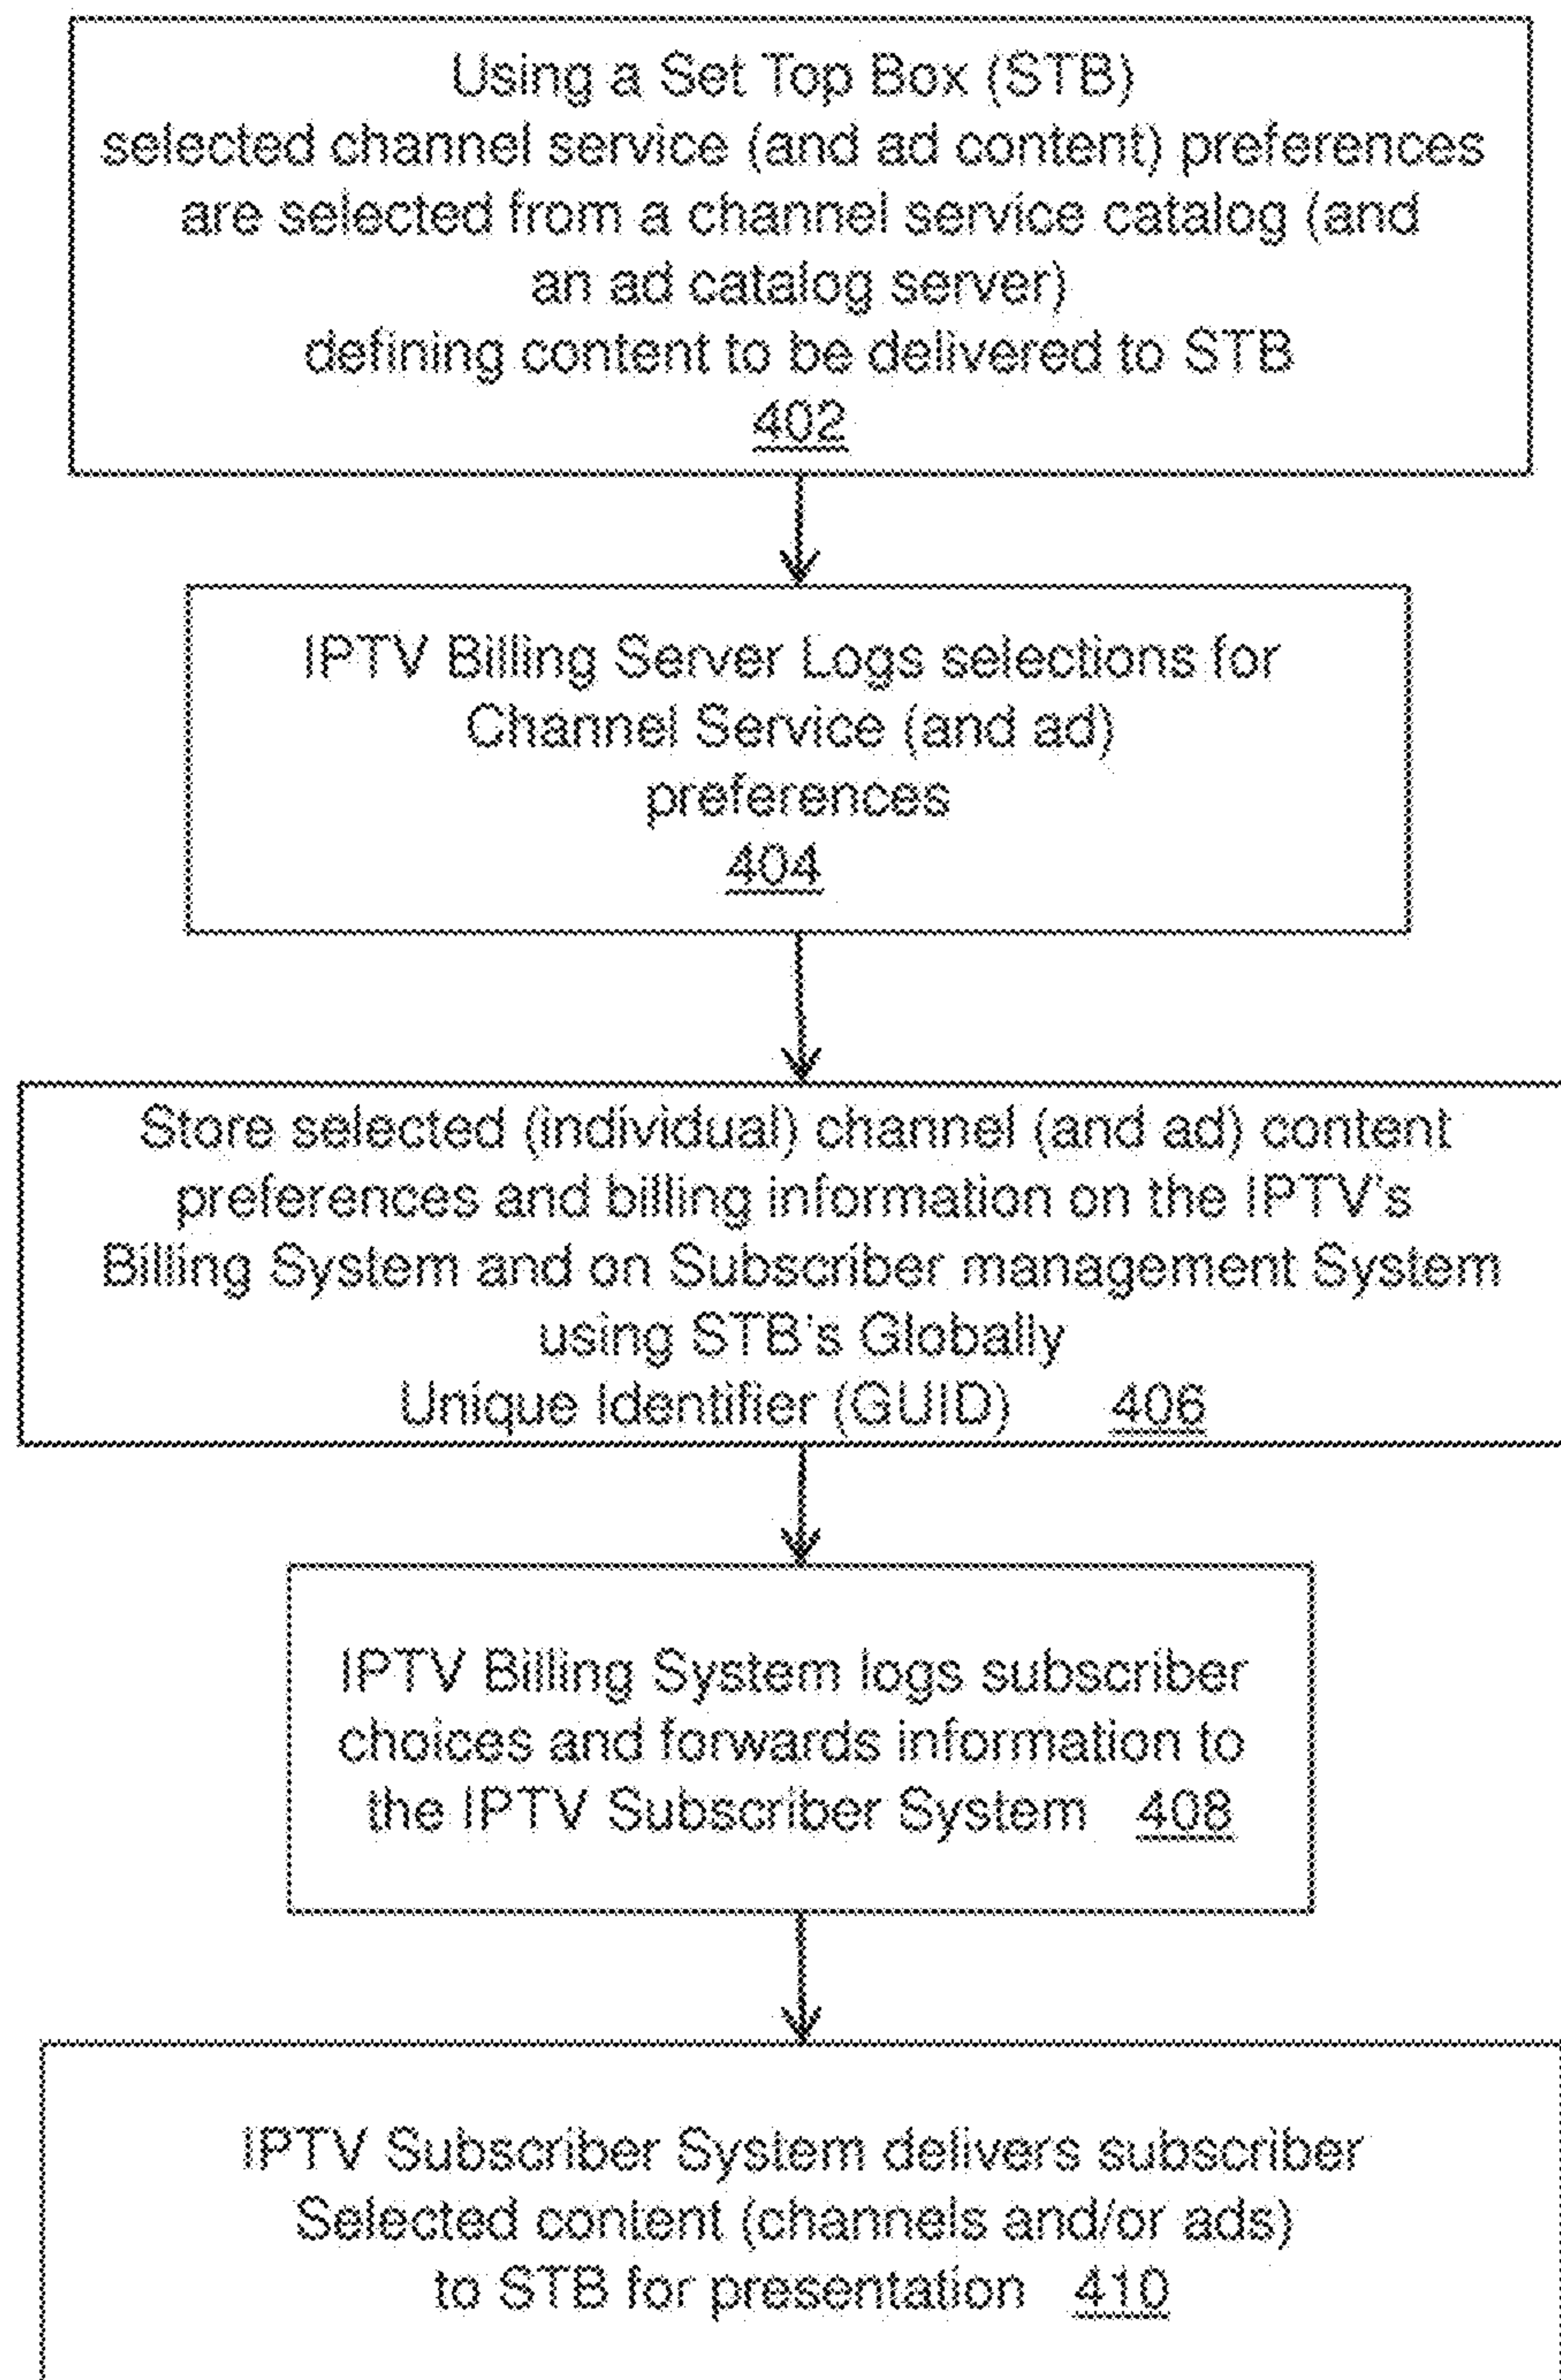 Using a Set Top Box (STB)
selected channel service (and ad content) preferences
are selected from a channel service catalog (and
an ad catalog server)
defining content to be delivered to STB
402
IPTV Billing Server Logs selections for
Channel Service (and ad)
preferences
404
Store selected (individual) channel (and ad) content
preferences and billing information on the IPTV's
Billing System and on Subscriber management System
using STB's Globally
Unique Identifier (GUID) 406
IPTV Billing System logs subscriber
choices and forwards information to
the IPTV Subscriber System 408
IPTV Subscriber System delivers subscriber
Selected content (channels and/or ads)
to STB for presentation 410